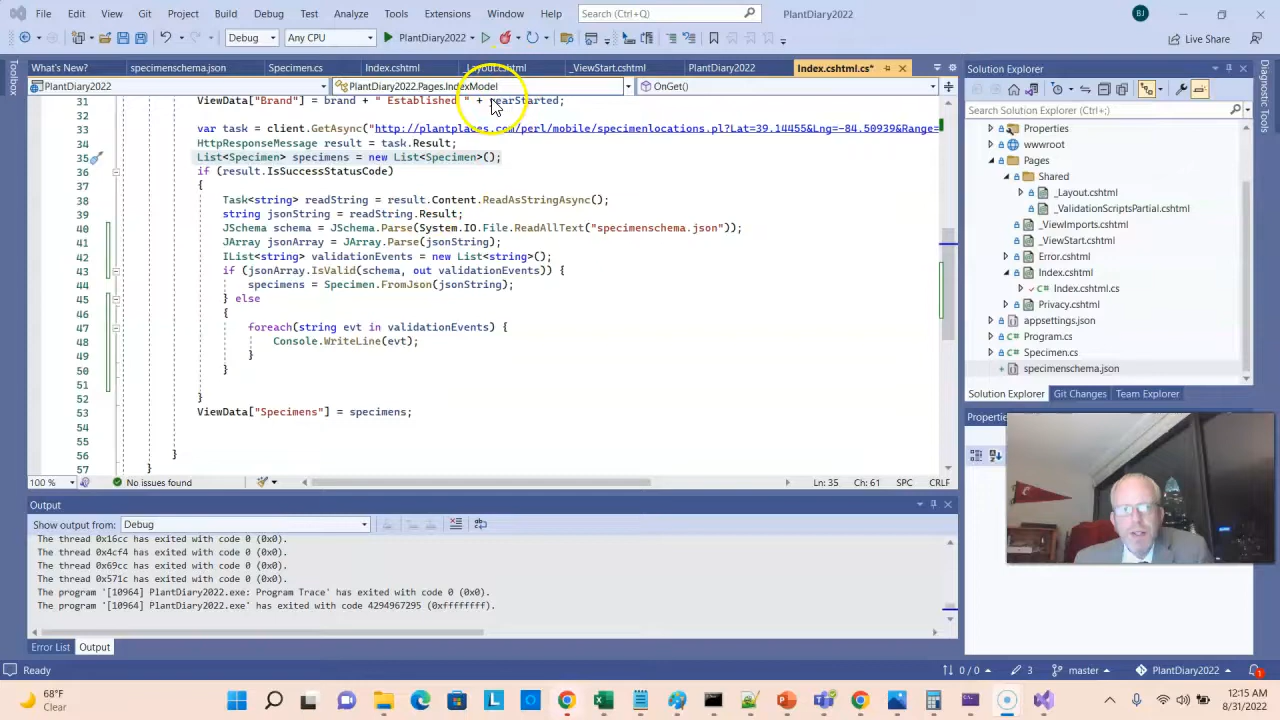 File Edit View Git Project Build Debug Test Analyze Tools Extensions Window Help Search (Ctrl+Q) PlantDiary2022 BJ
Debug Any CPU PlantDiary2022 Live Share
What's New? specimenschema.json Specimen.cs Index.cshtml _Layout.cshtml _ViewStart.cshtml PlantDiary2022 Index.cshtml.cs*
PlantDiary2022 PlantDiary2022.Pages.IndexModel OnGet()
31 ViewData["Brand"] = brand + " Established " + yearStarted;
32
33 var task = client.GetAsync("http://plantplaces.com/perl/mobile/specimenlocations.pl?Lat=39.14455&Lng=-84.50939&Range=
34 HttpResponseMessage result = task.Result;
35 List<Specimen> specimens = new List<Specimen>();
36 if (result.IsSuccessStatusCode)
37 {
38 Task<string> readString = result.Content.ReadAsStringAsync();
39 string jsonString = readString.Result;
40 JSchema schema = JSchema.Parse(System.IO.File.ReadAllText("specimenschema.json"));
41 JArray jsonArray = JArray.Parse(jsonString);
42 IList<string> validationEvents = new List<string>();
43 if (jsonArray.IsValid(schema, out validationEvents)) {
44 specimens = Specimen.FromJson(jsonString);
45 } else
46 {
47 foreach(string evt in validationEvents) {
48 Console.WriteLine(evt);
49 }
50 }
51
52 }
53 ViewData["Specimens"] = specimens;
54
55
56 }
57 }
100 % No issues found Ln: 35 Ch: 61 SPC CRLF
Output
Show output from: Debug
The thread 0x16cc has exited with code 0 (0x0).
The thread 0x4cf4 has exited with code 0 (0x0).
The thread 0x69cc has exited with code 0 (0x0).
The thread 0x571c has exited with code 0 (0x0).
The program '[10964] PlantDiary2022.exe: Program Trace' has exited with code 0 (0x0).
The program '[10964] PlantDiary2022.exe' has exited with code 4294967295 (0xffffffff).
Error List Output
Toolbox
Solution Explorer
Search Solution Explorer (Ctrl+;)
Properties
wwwroot
Pages
Shared
_Layout.cshtml
_ValidationScriptsPartial.cshtml
_ViewImports.cshtml
_ViewStart.cshtml
Error.cshtml
Index.cshtml
Index.cshtml.cs
Privacy.cshtml
appsettings.json
Program.cs
Specimen.cs
specimenschema.json
Solution Explorer Git Changes Team Explorer
Properties
Diagnostic Tools
Ready 0 / 0 3 master PlantDiary2022 1
68°F
Clear
12:15 AM
8/31/2022